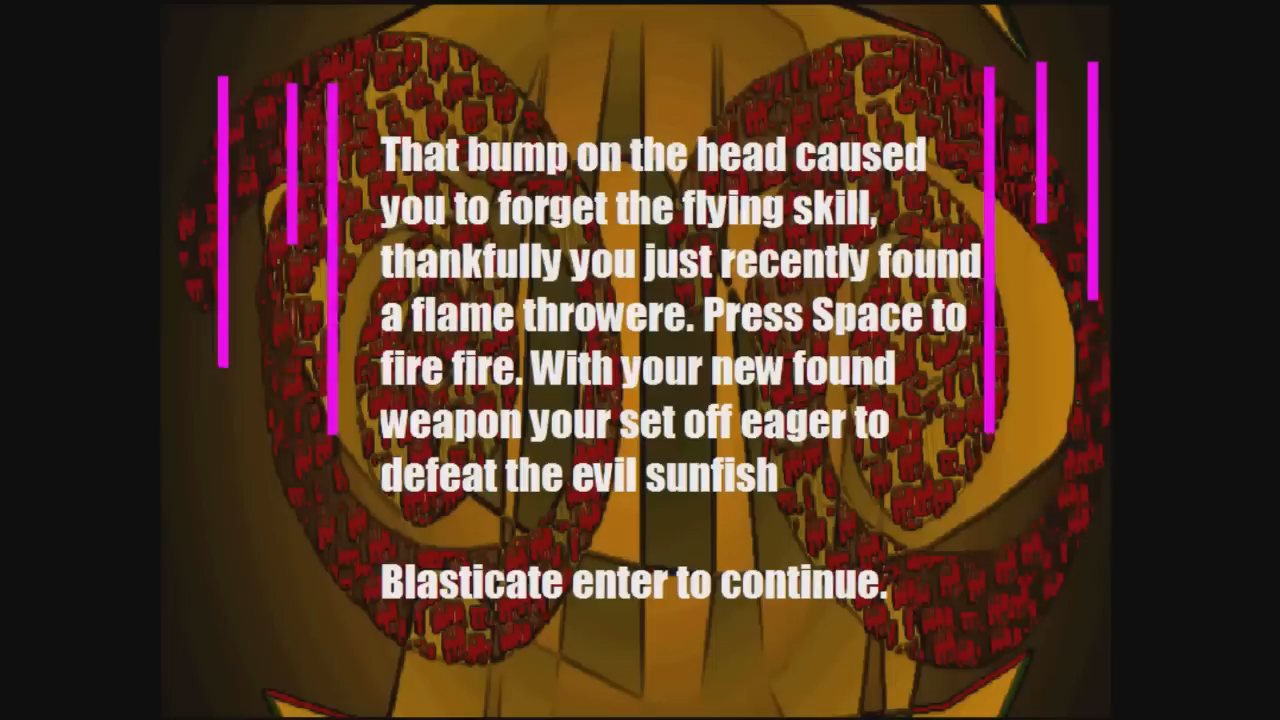 That bump on the head caused
you to forget the flying skill,
thankfully you just recently found
a flame throwere. Press Space to
fire fire. With your new found
weapon your set off eager to
defeat the evil sunfish
Blasticate enter to continue.